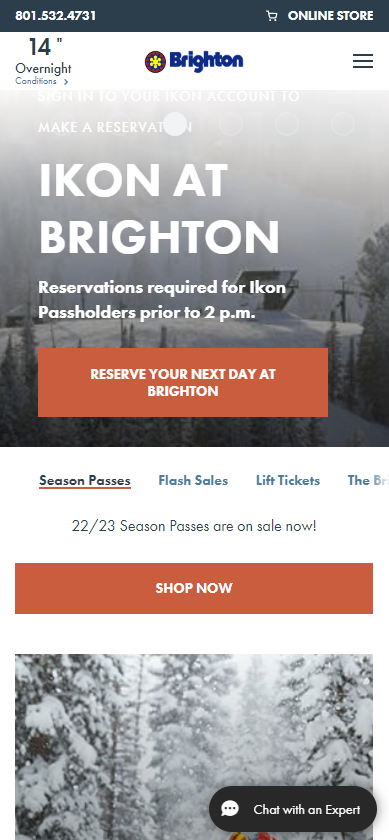 801.532.4731
ONLINE STORE
14 "
Overnight
Conditions
Brighton
SIGN IN TO YOUR IKON ACCOUNT TO
MAKE A RESERVATION
IKON AT
BRIGHTON
Reservations required for Ikon
Passholders prior to 2 p.m.
RESERVE YOUR NEXT DAY AT
BRIGHTON
Season Passes Flash Sales Lift Tickets The
22/23 Season Passes are on sale now!
SHOP NOW
Chat with an Expert